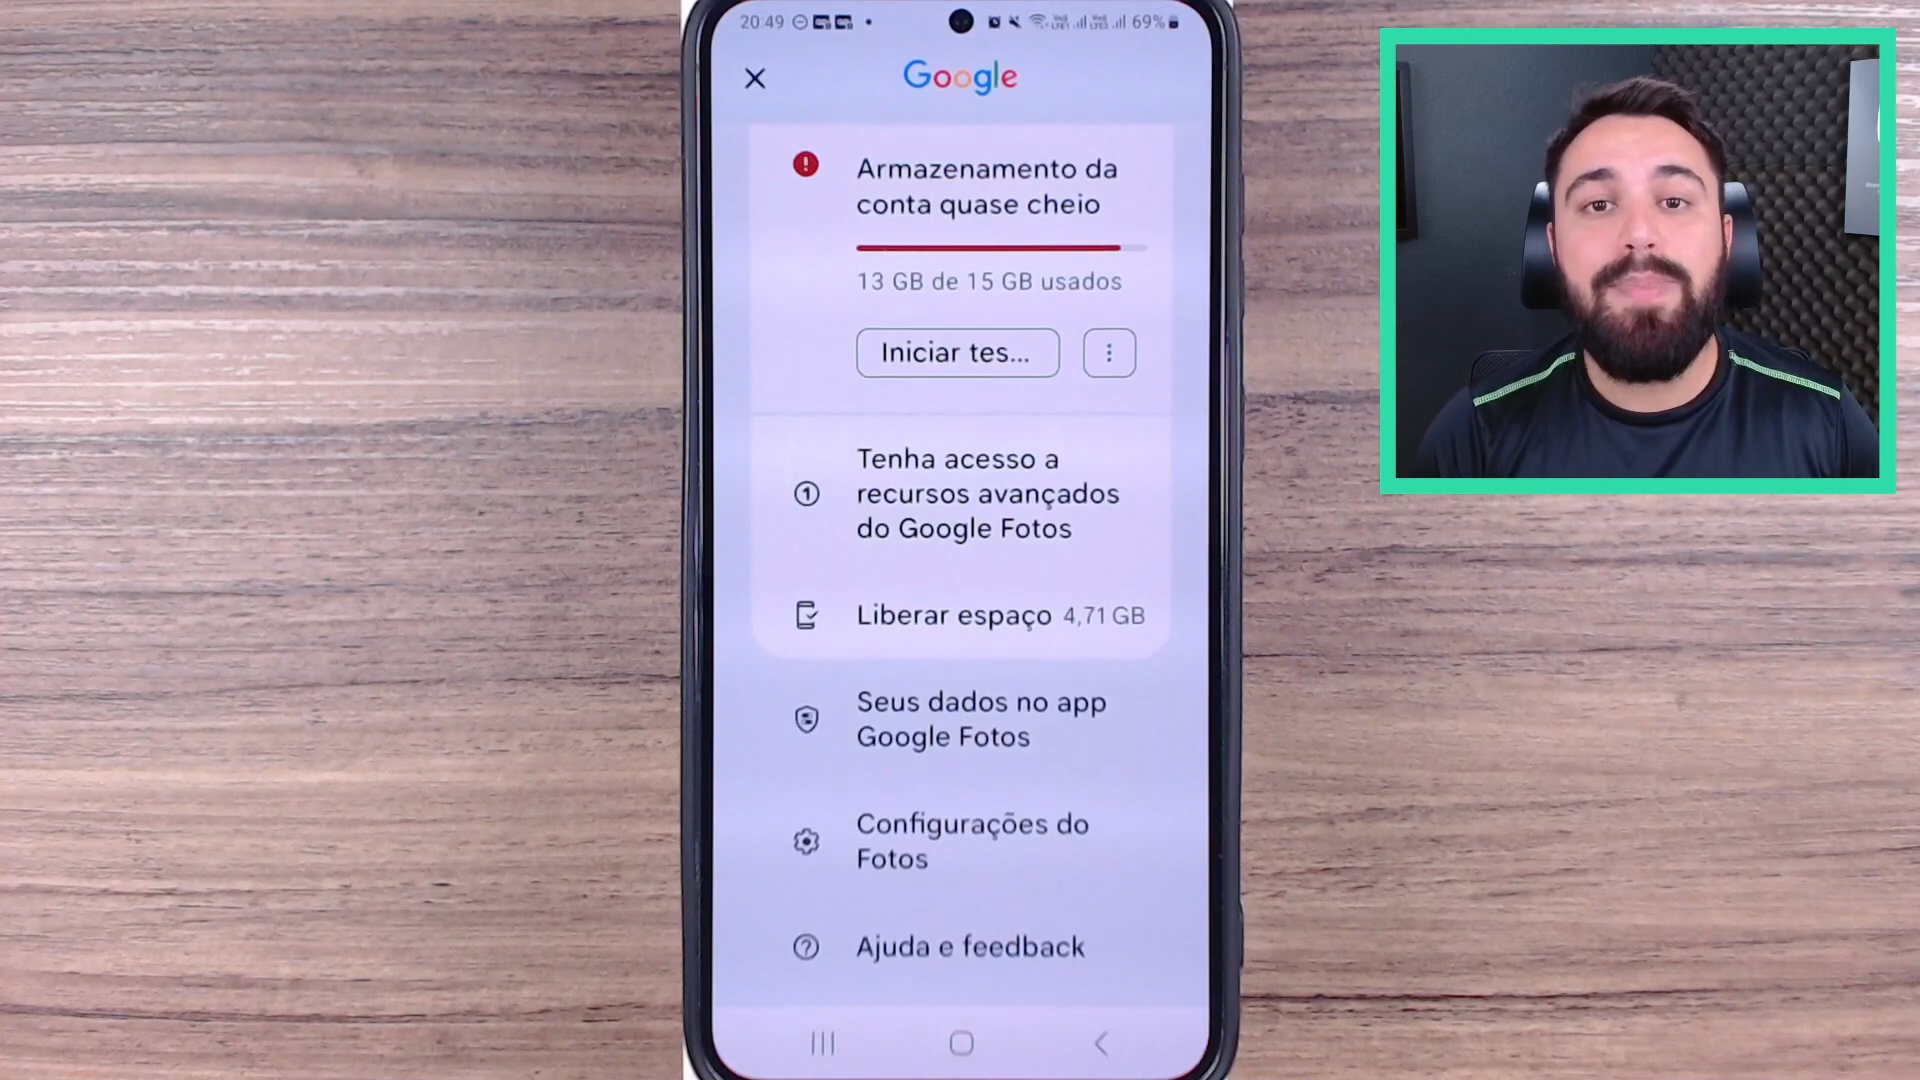 20:49
69%
Google
Armazenamento da
conta quase cheio
13 GB de 15 GB usados
Iniciar tes...
Tenha acesso a
recursos avançados
do Google Fotos
Liberar espaço 4,71 GB
Seus dados no app
Google Fotos
Configurações do
Fotos
Ajuda e feedback